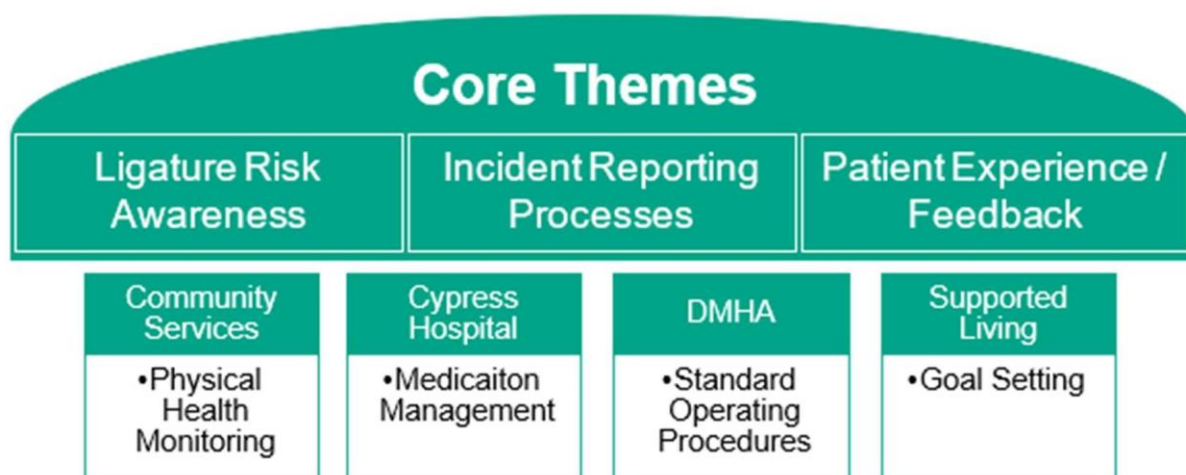 Core Themes
Ligature Risk
Awareness
Incident Reporting
Processes
Patient Experience /
Feedback
Community
Services
•Physical
Health
Monitoring
Cypress
Hospital
•Medicaiton
Management
DMHA
•Standard
Operating
Procedures
Supported
Living
•Goal Setting